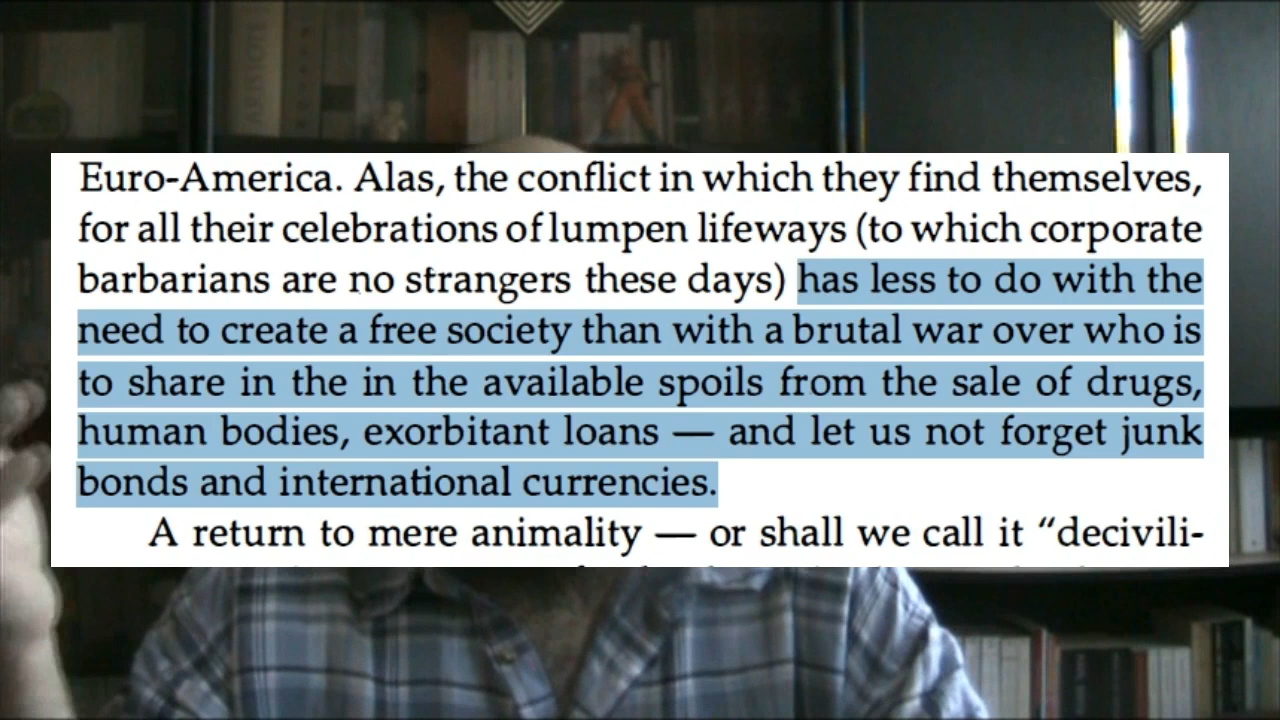 ARISTOTE
Euro-America. Alas, the conflict in which they find themselves,
for all their celebrations of lumpen lifeways (to which corporate
barbarians are no strangers these days) has less to do with the
need to create a free society than with a brutal war over who is
to share in the in the available spoils from the sale of drugs,
human bodies, exorbitant loans — and let us not forget junk
bonds and international currencies.
A return to mere animality — or shall we call it “decivili-